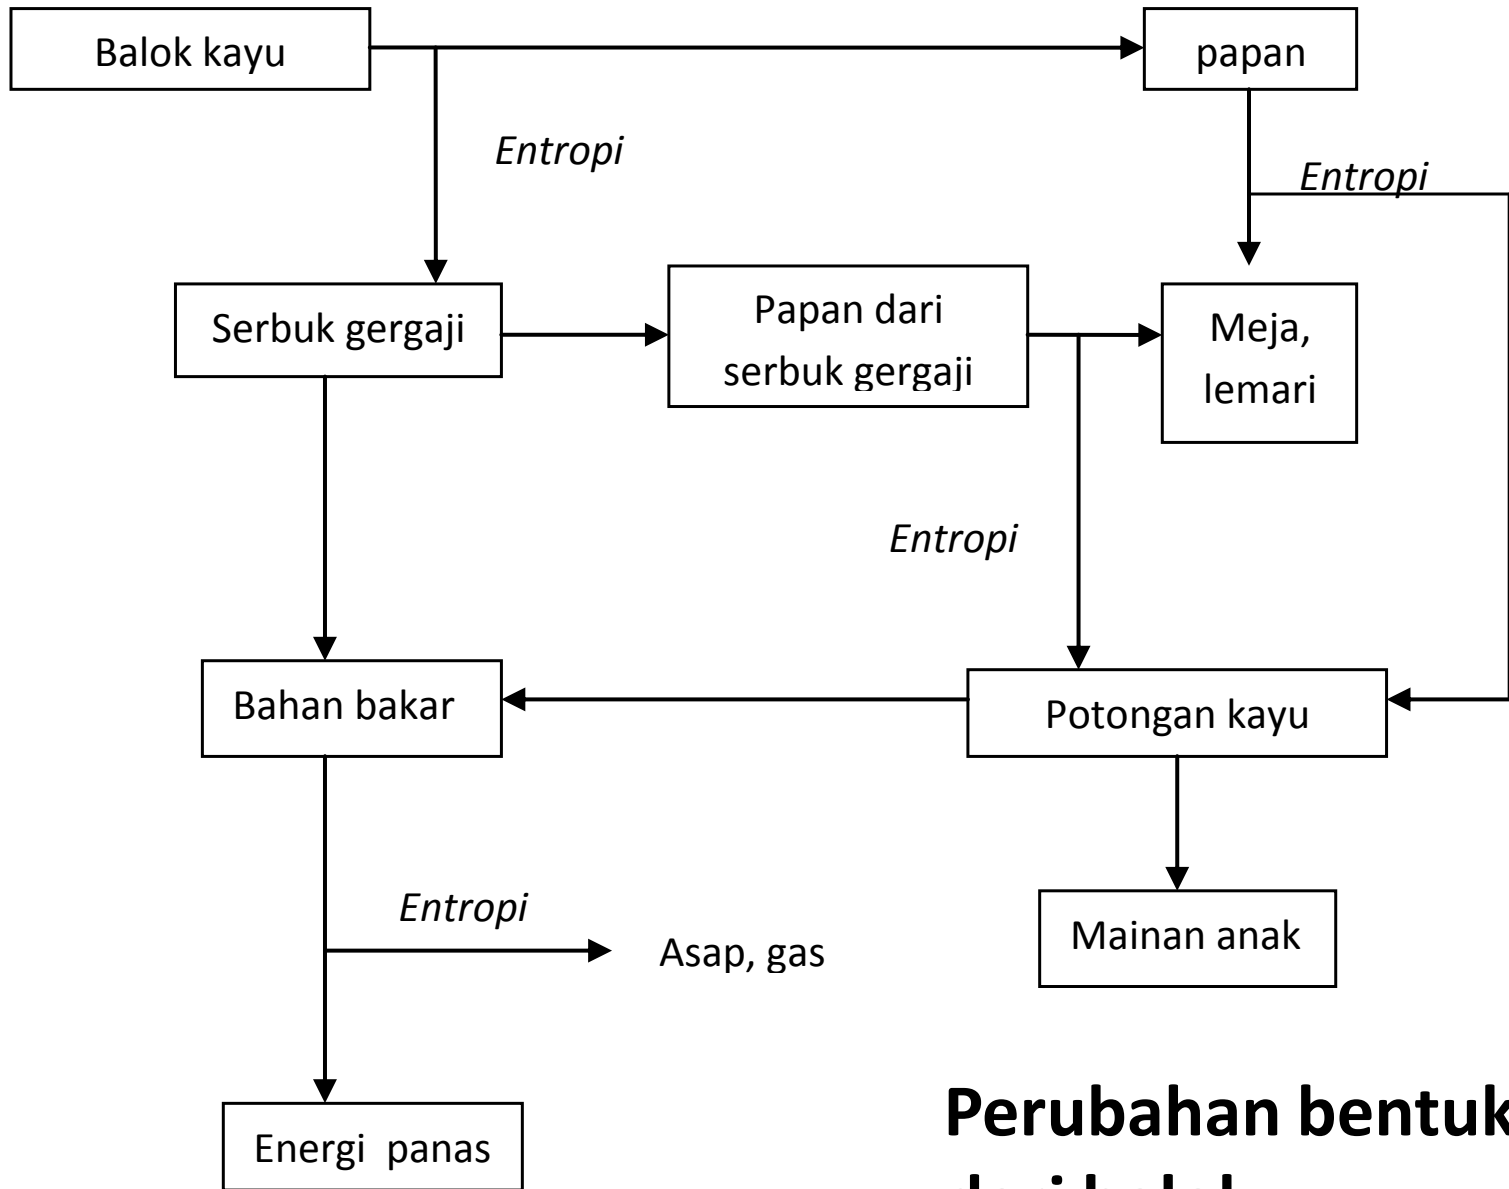 Balok kayu
papan
Entropi
Entropi
Serbuk gergaji
Papan dari
serbuk gergaji
Meja,
lemari
Entropi
Bahan bakar
Potongan kayu
Entropi
Asap, gas
Mainan anak
Perubahan bentuk
Energi panas